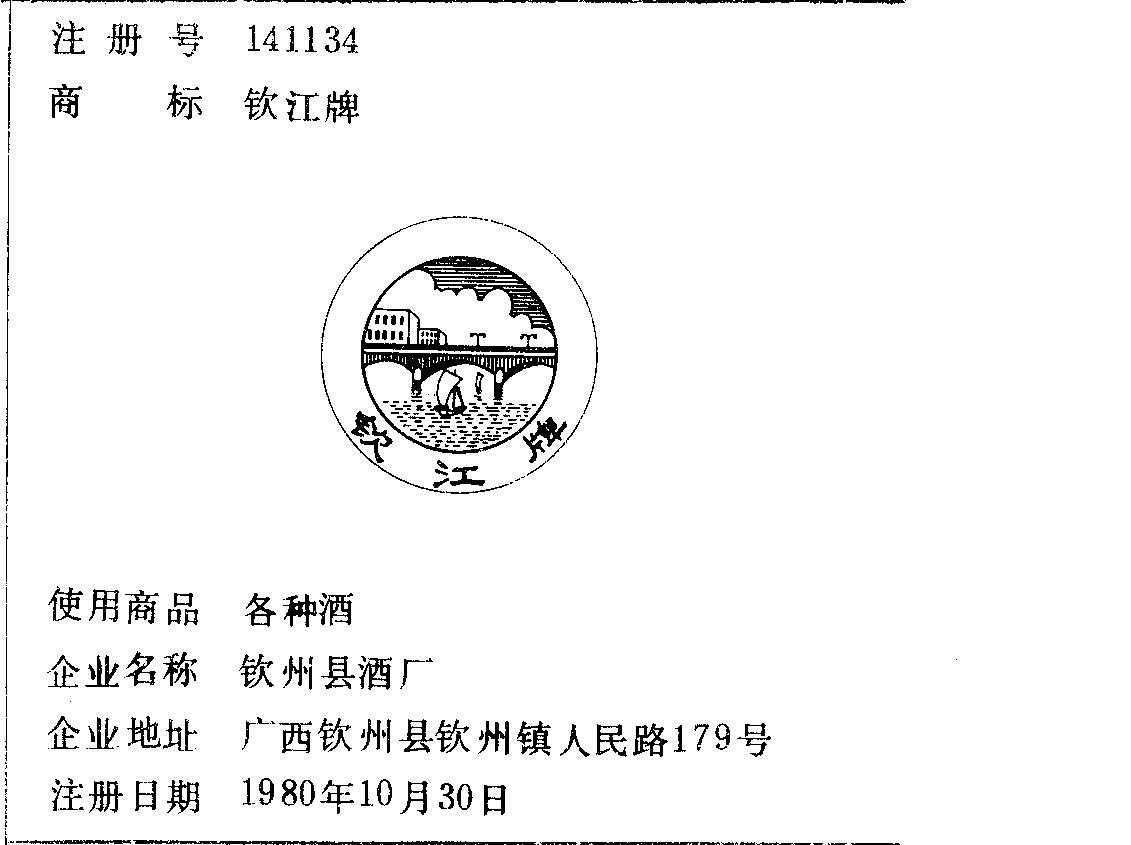 注册号 141134
商标 钦江牌
钦江牌
使用商品 各种酒
企业名称 钦州县酒厂
企业地址 广西钦州县钦州镇人民路179号
注册日期 1980年10月30日